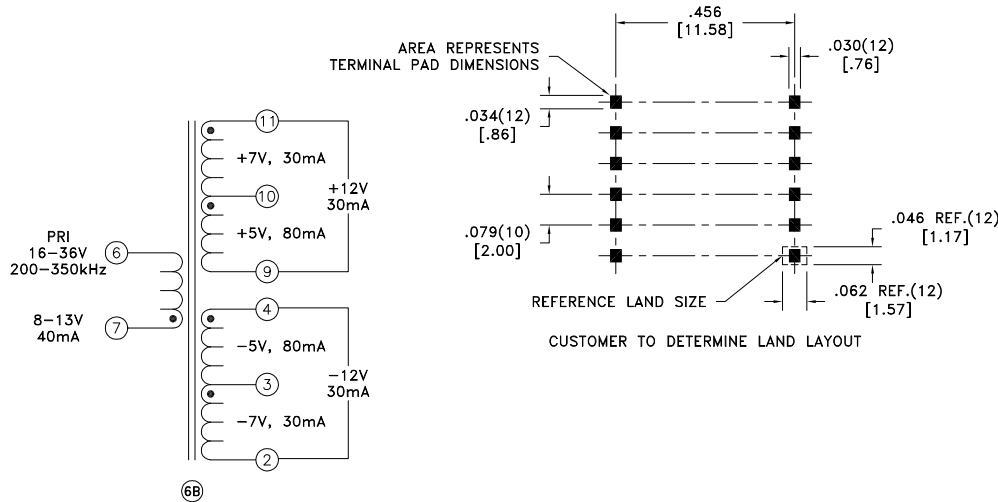 .456
[11.58]
AREA REPRESENTS
TERMINAL PAD DIMENSIONS
.030(12)
[.76]
.034(12)
[.86]
.079(10)
[2.00]
.046 REF.(12)
[1.17]
REFERENCE LAND SIZE
.062 REF.(12)
[1.57]
CUSTOMER TO DETERMINE LAND LAYOUT
11
+7V, 30mA
10
+12V
30mA
+5V, 80mA
9
PRI
16-36V
200-350kHz
6
8-13V
40mA
7
4
-5V, 80mA
3
-12V
30mA
-7V, 30mA
2
6B